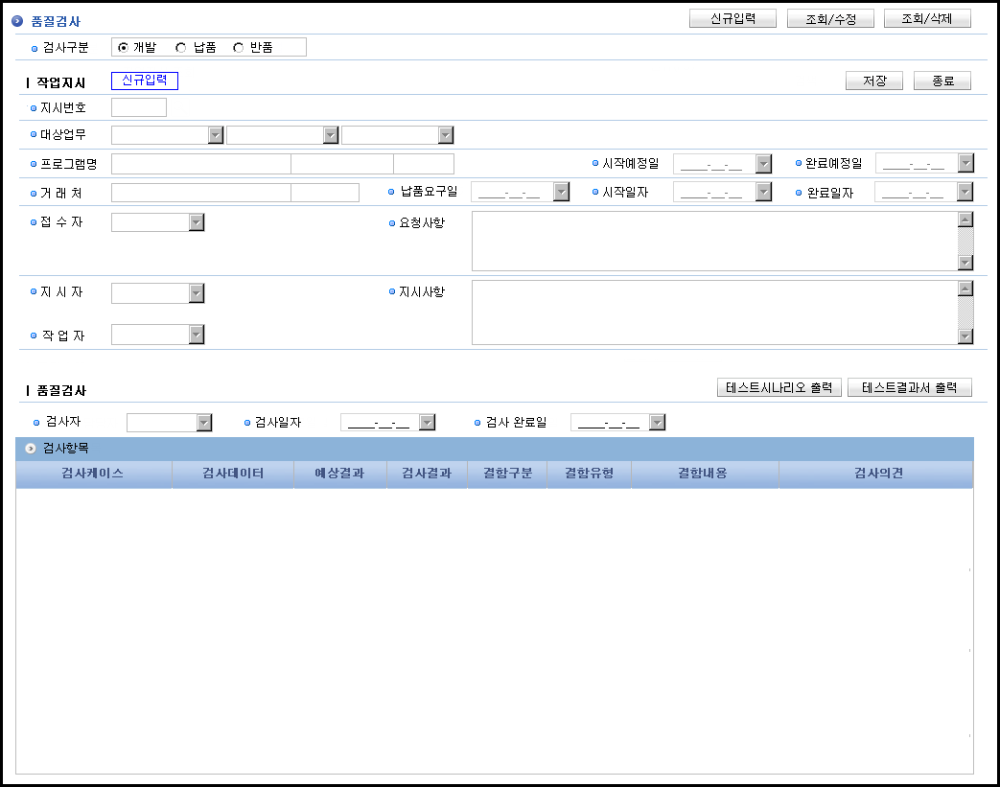 품질검사 신규입력 조회/수정 조회/삭제
검사구분 개발 납품 반품
작업지시 신규입력 저장 종료
지시번호
대상업무
프로그램명 시작예정일 ____-__-__ 완료예정일 ____-__-__
거 래 처 납품요구일 ____-__-__ 시작일자 ____-__-__ 완료일자 ____-__-__
접 수 자 요청사항
지 시 자 지시사항
작 업 자
품질검사 테스트시나리오 출력 테스트결과서 출력
검사자 검사일자 ____-__-__ 검사 완료일 ____-__-__
검사항목
검사케이스 검사데이터 예상결과 검사결과 결함구분 결함유형 결함내용 검사의견